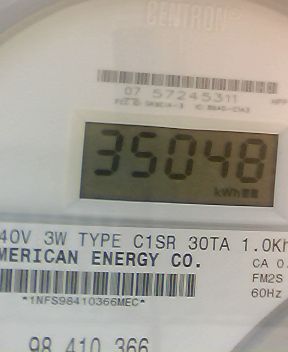 CENTRON
07 57245311
35048
kWh
40V 3W TYPE C1SR 30TA 1.0Kh
MERICAN ENERGY CO.
CA 0.
FM2S
60Hz
*1NFS98410366MEC*
98 410 366